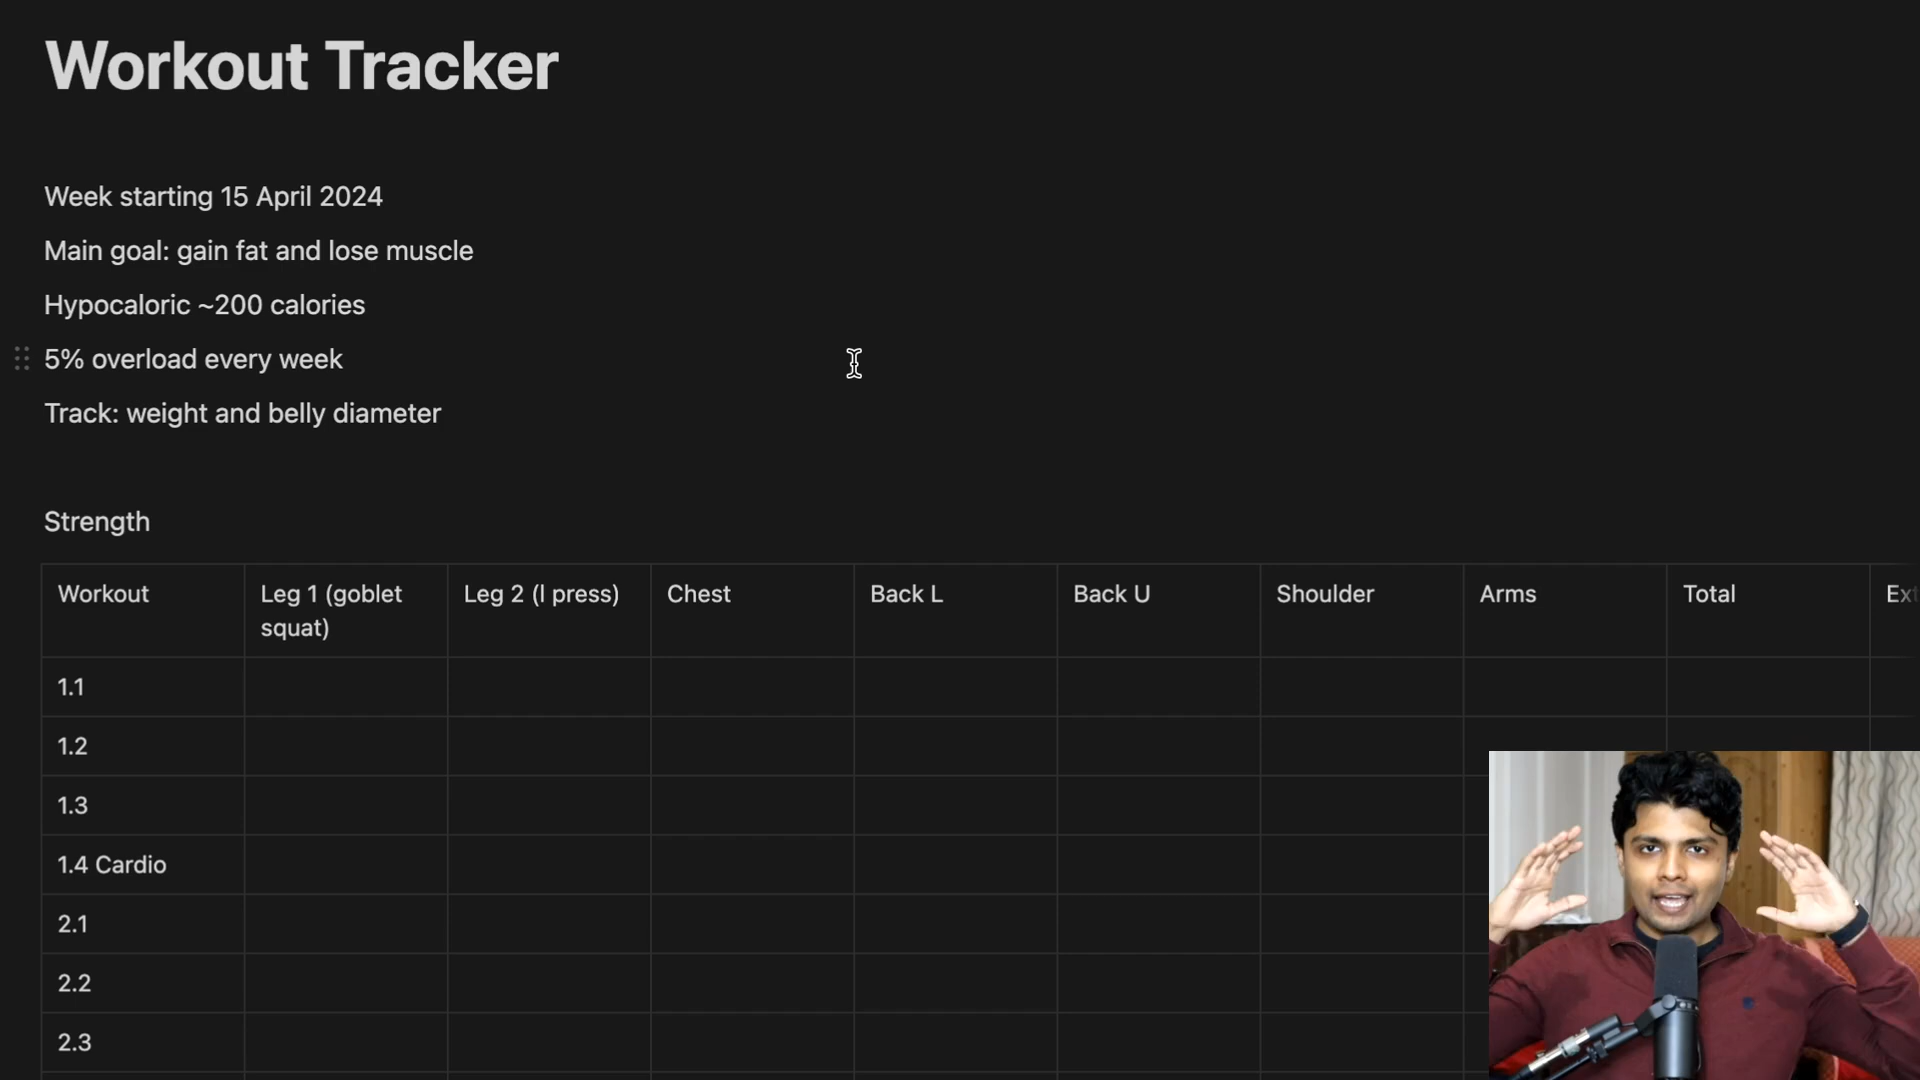 Workout Tracker
Week starting 15 April 2024
Main goal: gain fat and lose muscle
Hypocaloric ~200 calories
5% overload every week
Track: weight and belly diameter
Strength
Workout
Leg 1 (goblet
squat)
Leg 2 (l press)
Chest
Back L
Back U
Shoulder
Arms
Total
1.1
1.2
1.3
1.4 Cardio
2.1
2.2
2.3